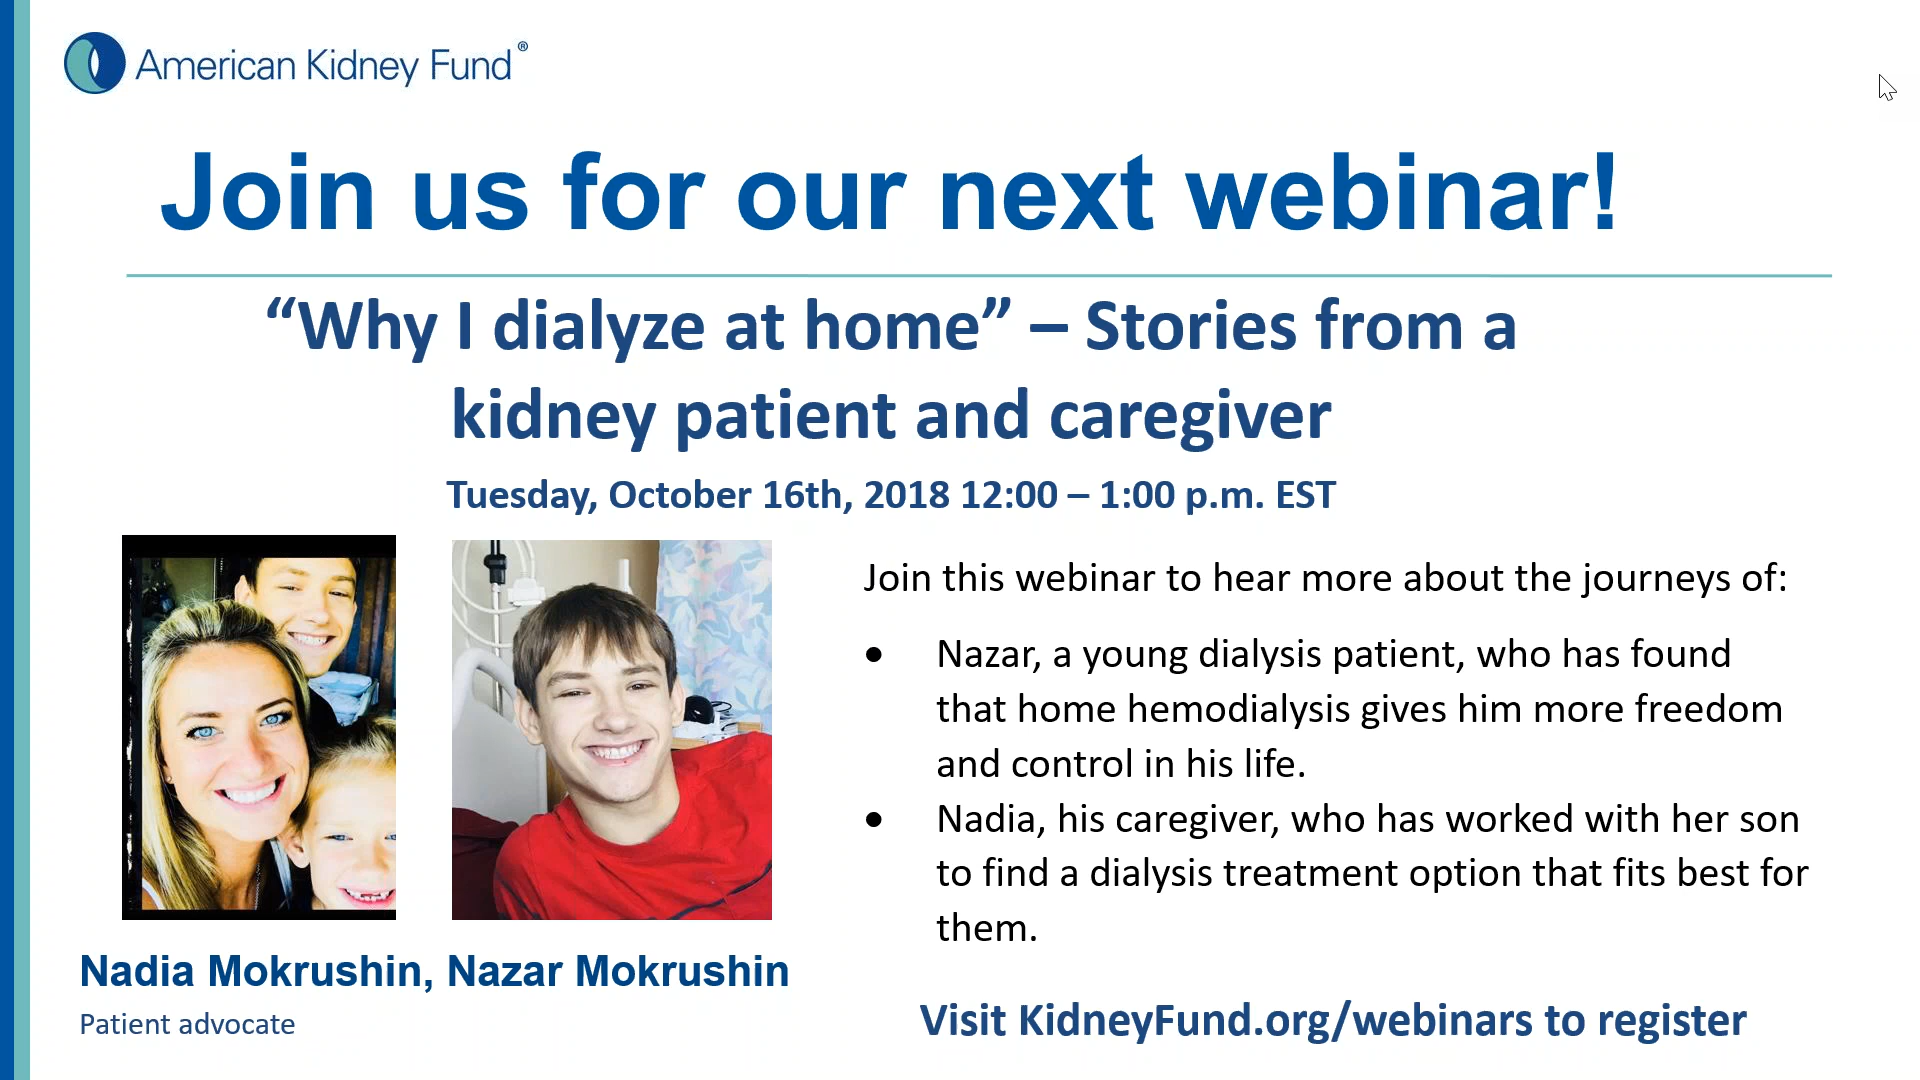 American Kidney Fund®
Join us for our next webinar!
“Why I dialyze at home” – Stories from a
kidney patient and caregiver
Tuesday, October 16th, 2018 12:00 – 1:00 p.m. EST
Join this webinar to hear more about the journeys of:
• Nazar, a young dialysis patient, who has found
that home hemodialysis gives him more freedom
and control in his life.
• Nadia, his caregiver, who has worked with her son
to find a dialysis treatment option that fits best for
them.
Nadia Mokrushin, Nazar Mokrushin
Patient advocate
Visit KidneyFund.org/webinars to register